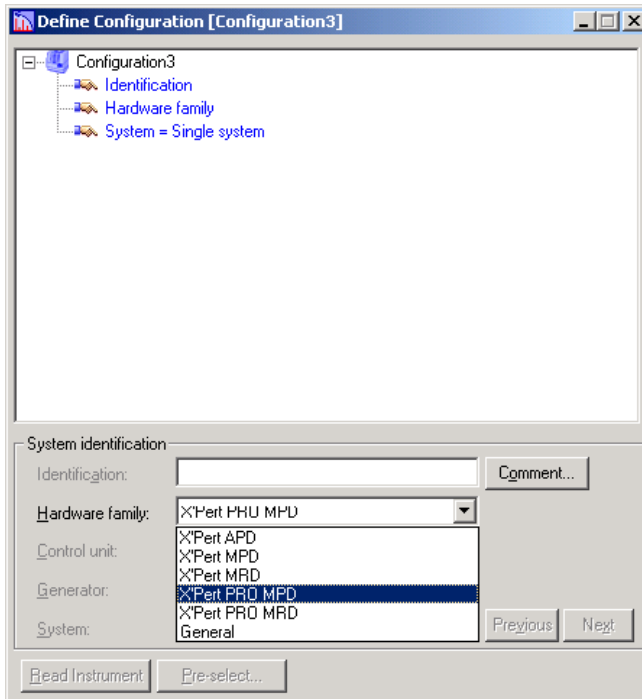 Define Configuration [Configuration3]
Configuration3
Identification
Hardware family
System = Single system
System identification
Identification:
Comment...
Hardware family:
X'Pert PRO MPD
X'Pert APD
Control unit:
X'Pert MPD
X'Pert MRD
Generator:
X'Pert PRO MPD
X'Pert PRO MRD
System:
General
Previous
Next
Read Instrument
Pre-select...